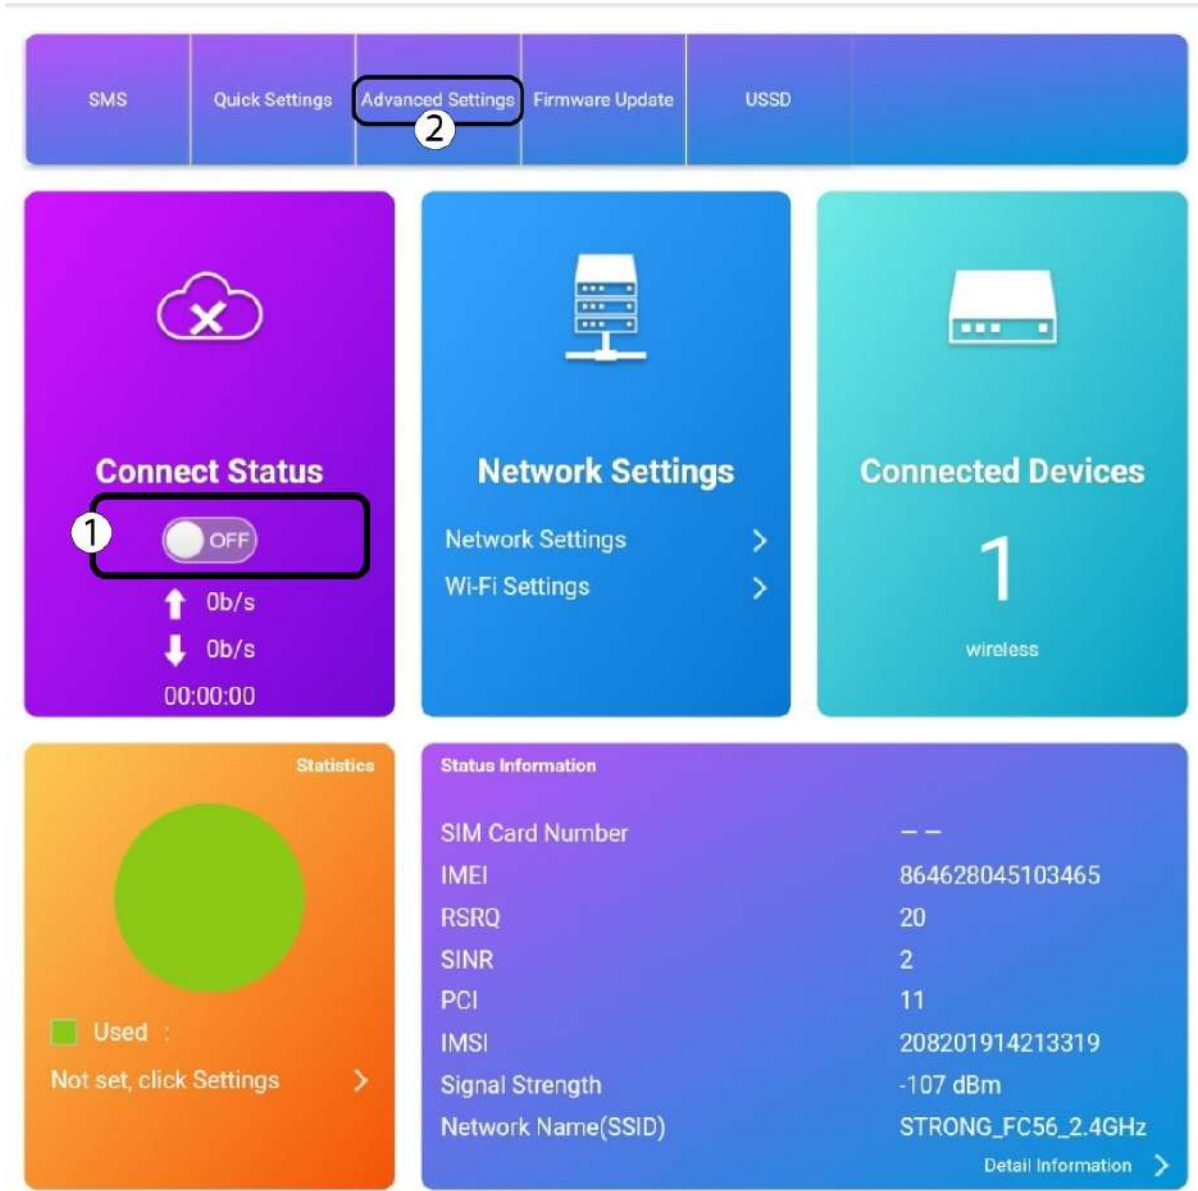 SMS
Quick Settings
Advanced Settings
Firmware Update
USSD
2
Connect Status
1
OFF
0b/s
0b/s
00:00:00
Network Settings
Network Settings
Wi-Fi Settings
Connected Devices
1
wireless
Statistics
Used :
Not set, click Settings
Status Information
SIM Card Number – –
IMEI 864628045103465
RSRQ 20
SINR 2
PCI 11
IMSI 208201914213319
Signal Strength -107 dBm
Network Name(SSID) STRONG_FC56_2.4GHz
Detail Information